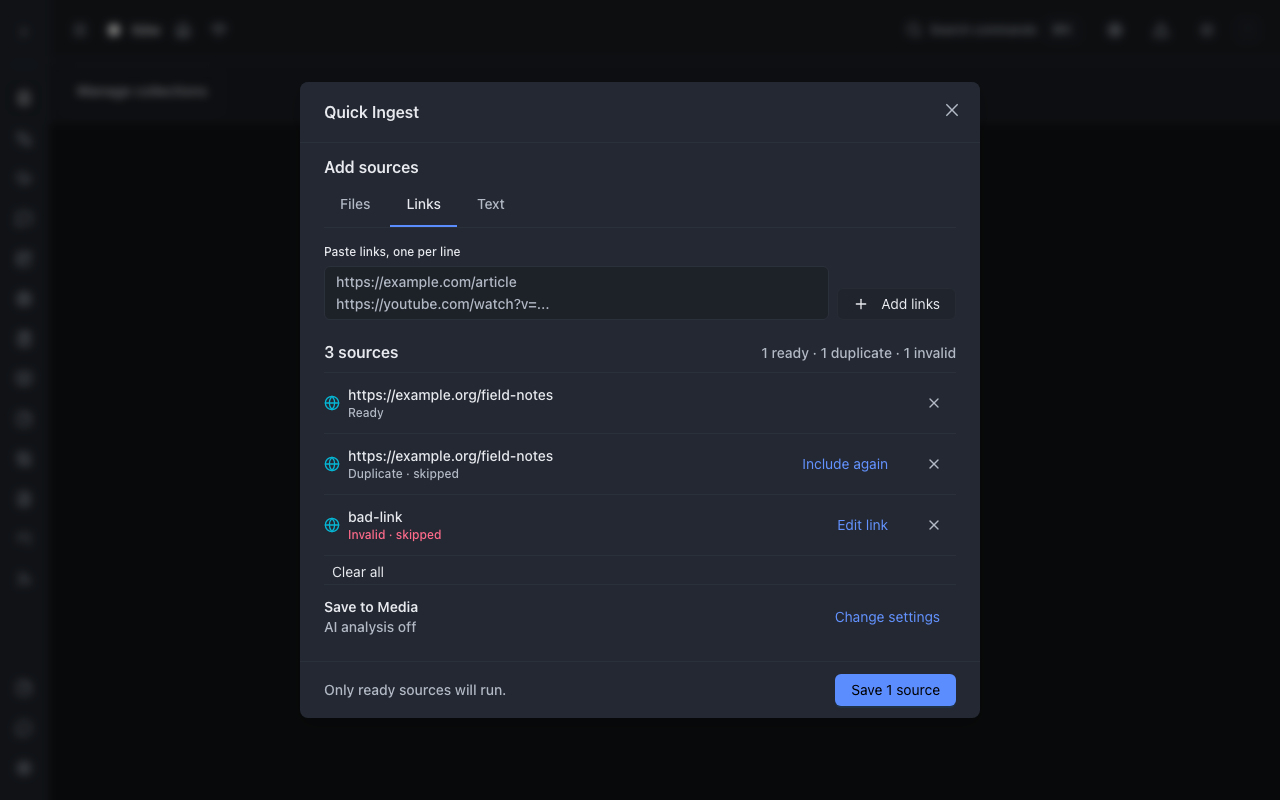 Manage collections
Quick Ingest
Add sources
Files
Links
Text
Paste links, one per line
https://example.com/article
https://youtube.com/watch?v=...
Add links
3 sources
1 ready · 1 duplicate · 1 invalid
https://example.org/field-notes
Ready
https://example.org/field-notes
Duplicate · skipped
Include again
bad-link
Invalid · skipped
Edit link
Clear all
Save to Media
AI analysis off
Change settings
Only ready sources will run.
Save 1 source